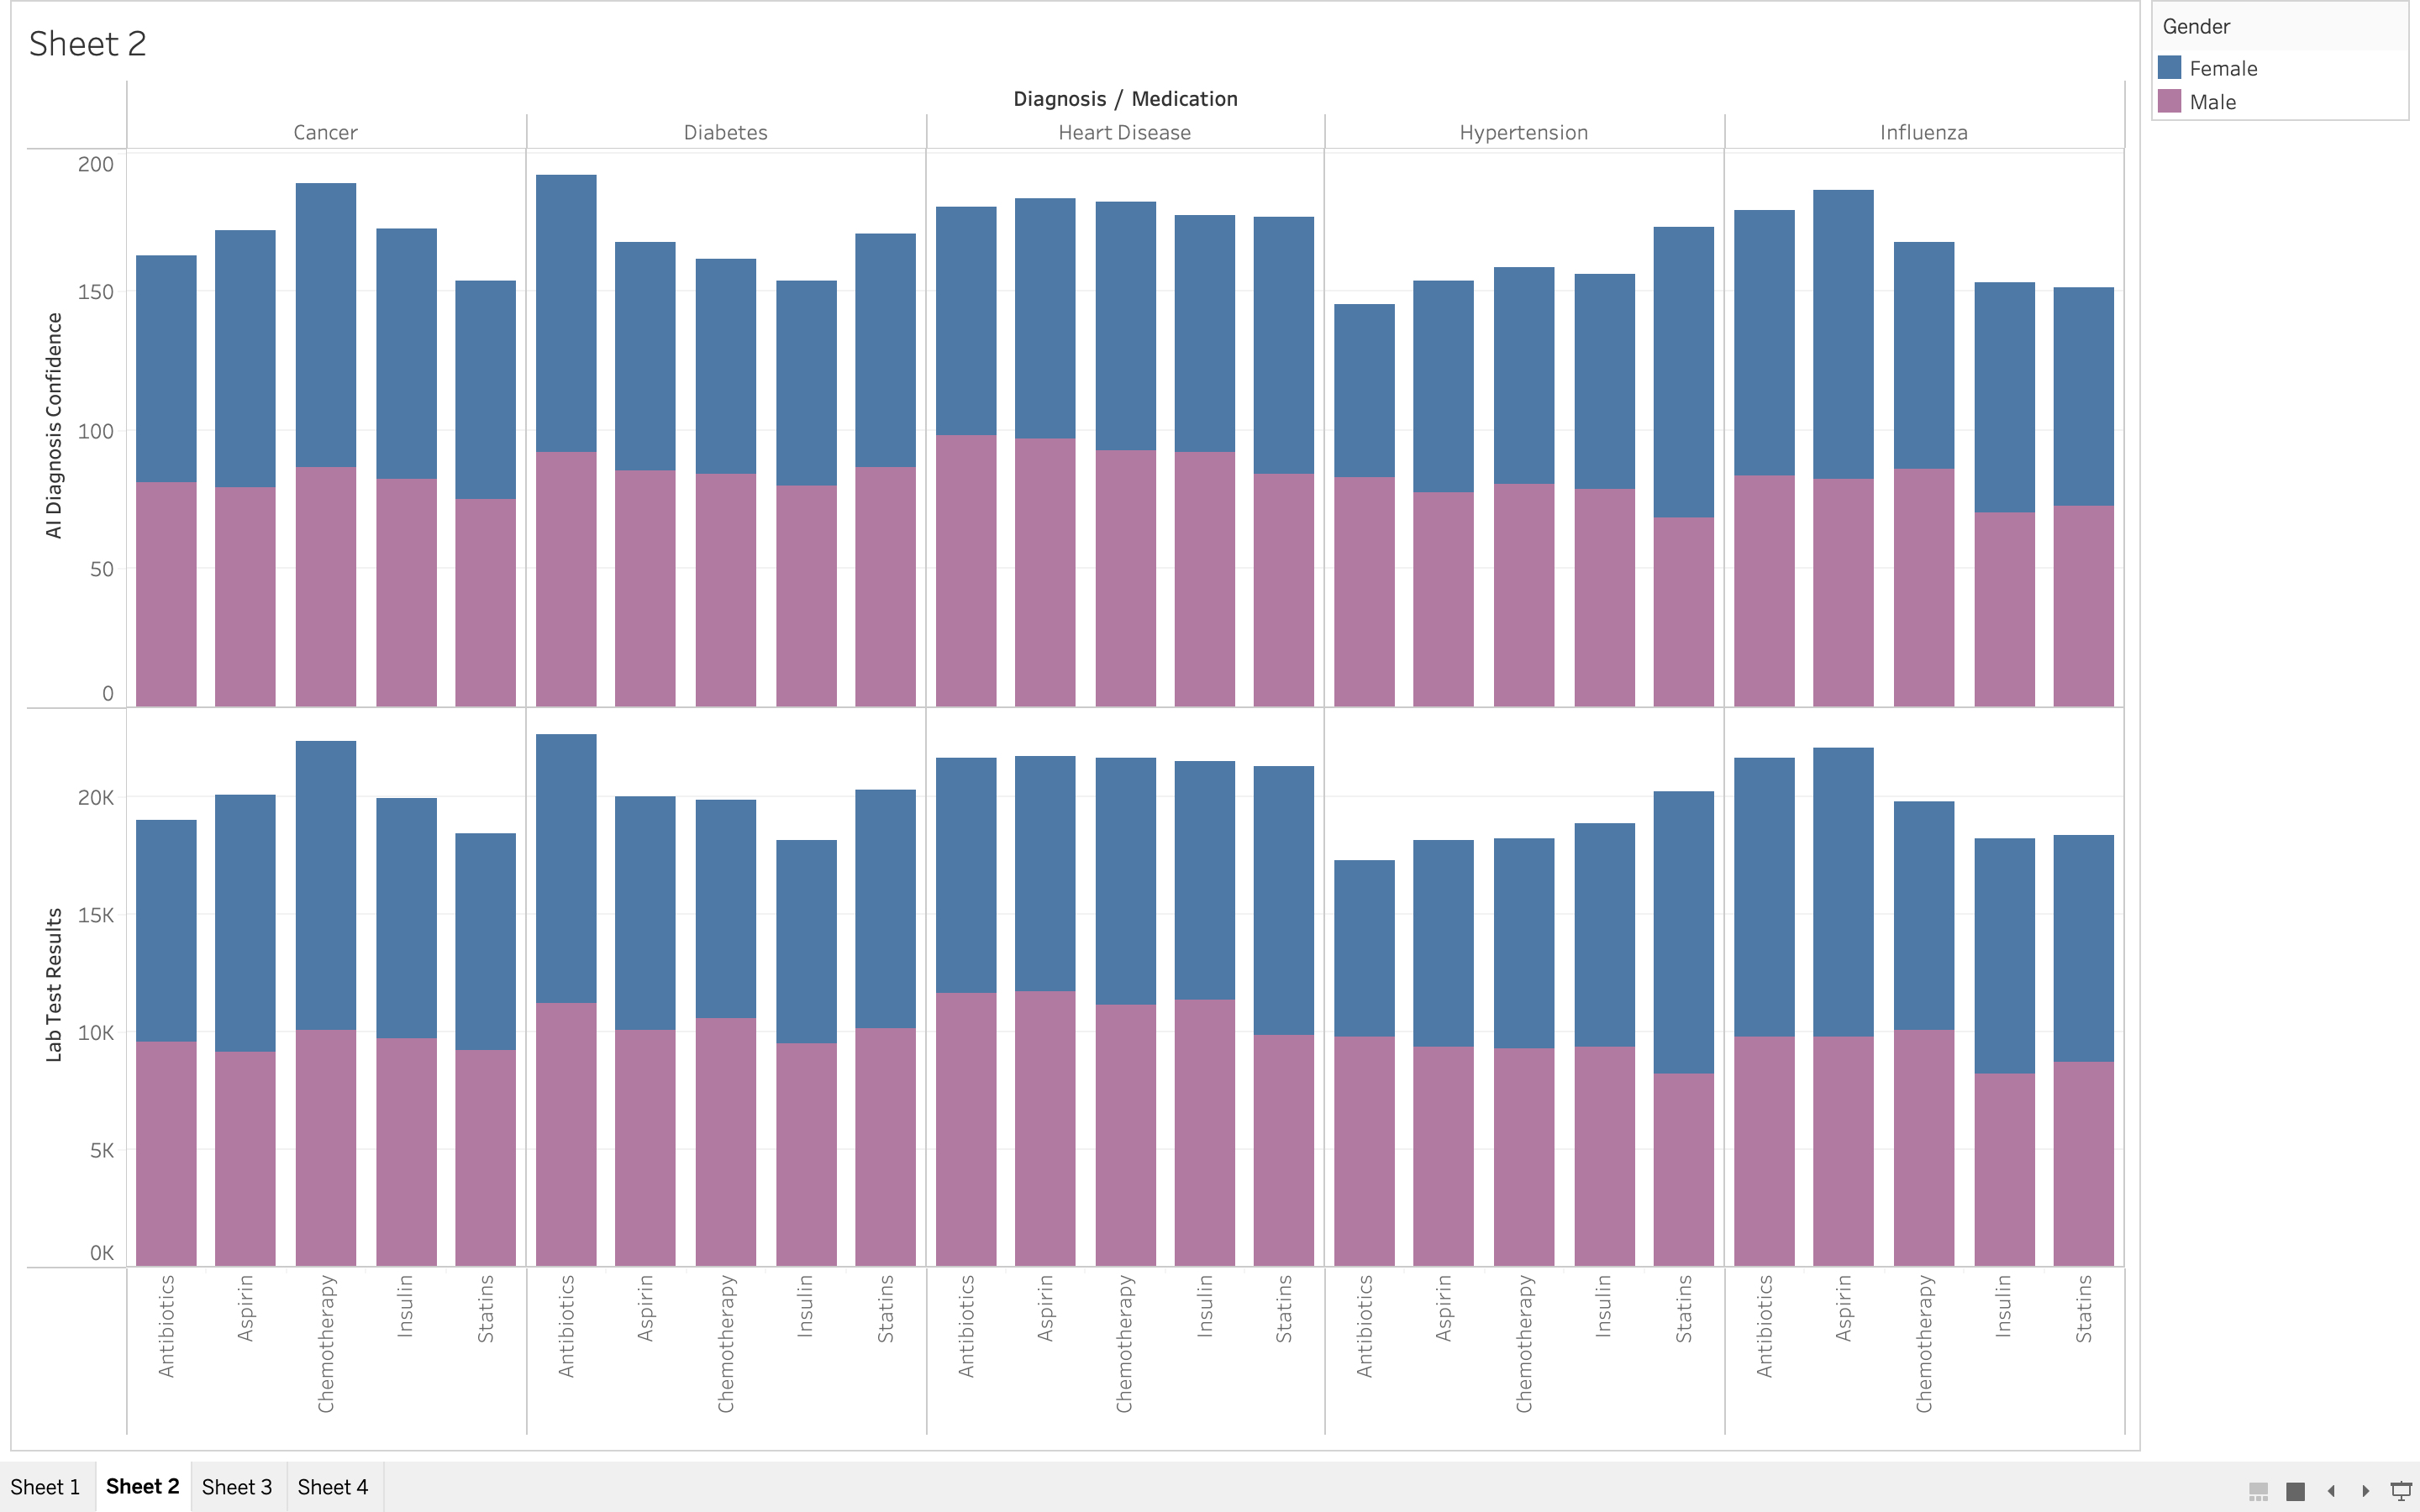 Sheet 2
Gender
Female
Male
Diagnosis / Medication
Cancer Diabetes Heart Disease Hypertension Influenza
AI Diagnosis Confidence
200
150
100
50
0
Lab Test Results
20K
15K
10K
5K
0K
Antibiotics Aspirin Chemotherapy Insulin Statins Antibiotics Aspirin Chemotherapy Insulin Statins Antibiotics Aspirin Chemotherapy Insulin Statins Antibiotics Aspirin Chemotherapy Insulin Statins Antibiotics Aspirin Chemotherapy Insulin Statins
Sheet 1 Sheet 2 Sheet 3 Sheet 4